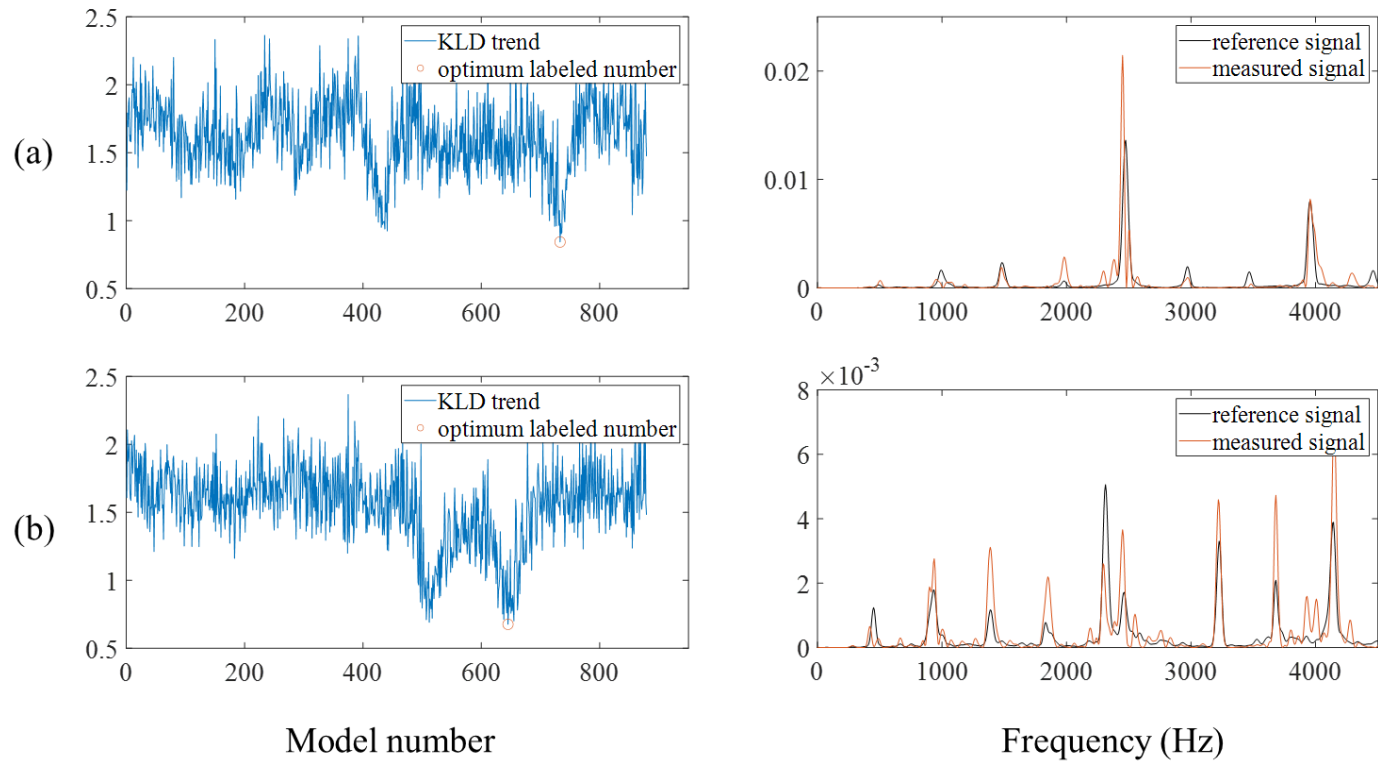 (a)
2.5
2
1.5
1
0.5
0 200 400 600 800
KLD trend
optimum labeled number
0.02
0.01
0
0 1000 2000 3000 4000
reference signal
measured signal
(b)
2.5
2
1.5
1
0.5
0 200 400 600 800
KLD trend
optimum labeled number
×10⁻³
8
6
4
2
0
0 1000 2000 3000 4000
reference signal
measured signal
Model number
Frequency (Hz)